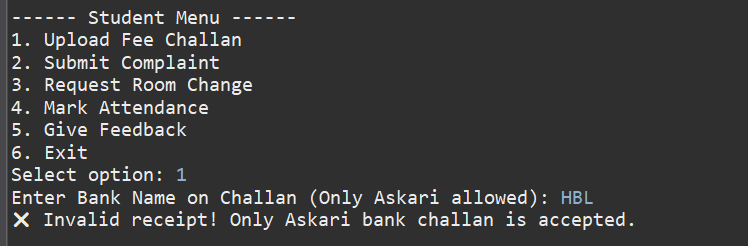 ------ Student Menu ------
1. Upload Fee Challan
2. Submit Complaint
3. Request Room Change
4. Mark Attendance
5. Give Feedback
6. Exit
Select option: 1
Enter Bank Name on Challan (Only Askari allowed): HBL
❌ Invalid receipt! Only Askari bank challan is accepted.